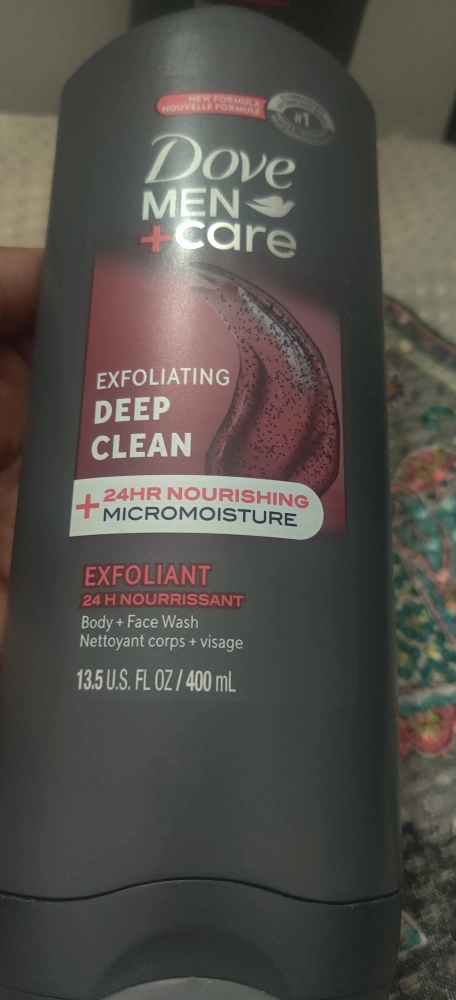 NEW FORMULA
NOUVELLE FORMULE
#1
Dove
MEN
+care
EXFOLIATING
DEEP
CLEAN
+ 24HR NOURISHING
MICROMOISTURE
EXFOLIANT
24 H NOURRISSANT
Body + Face Wash
Nettoyant corps + visage
13.5 U.S. FL OZ / 400 mL